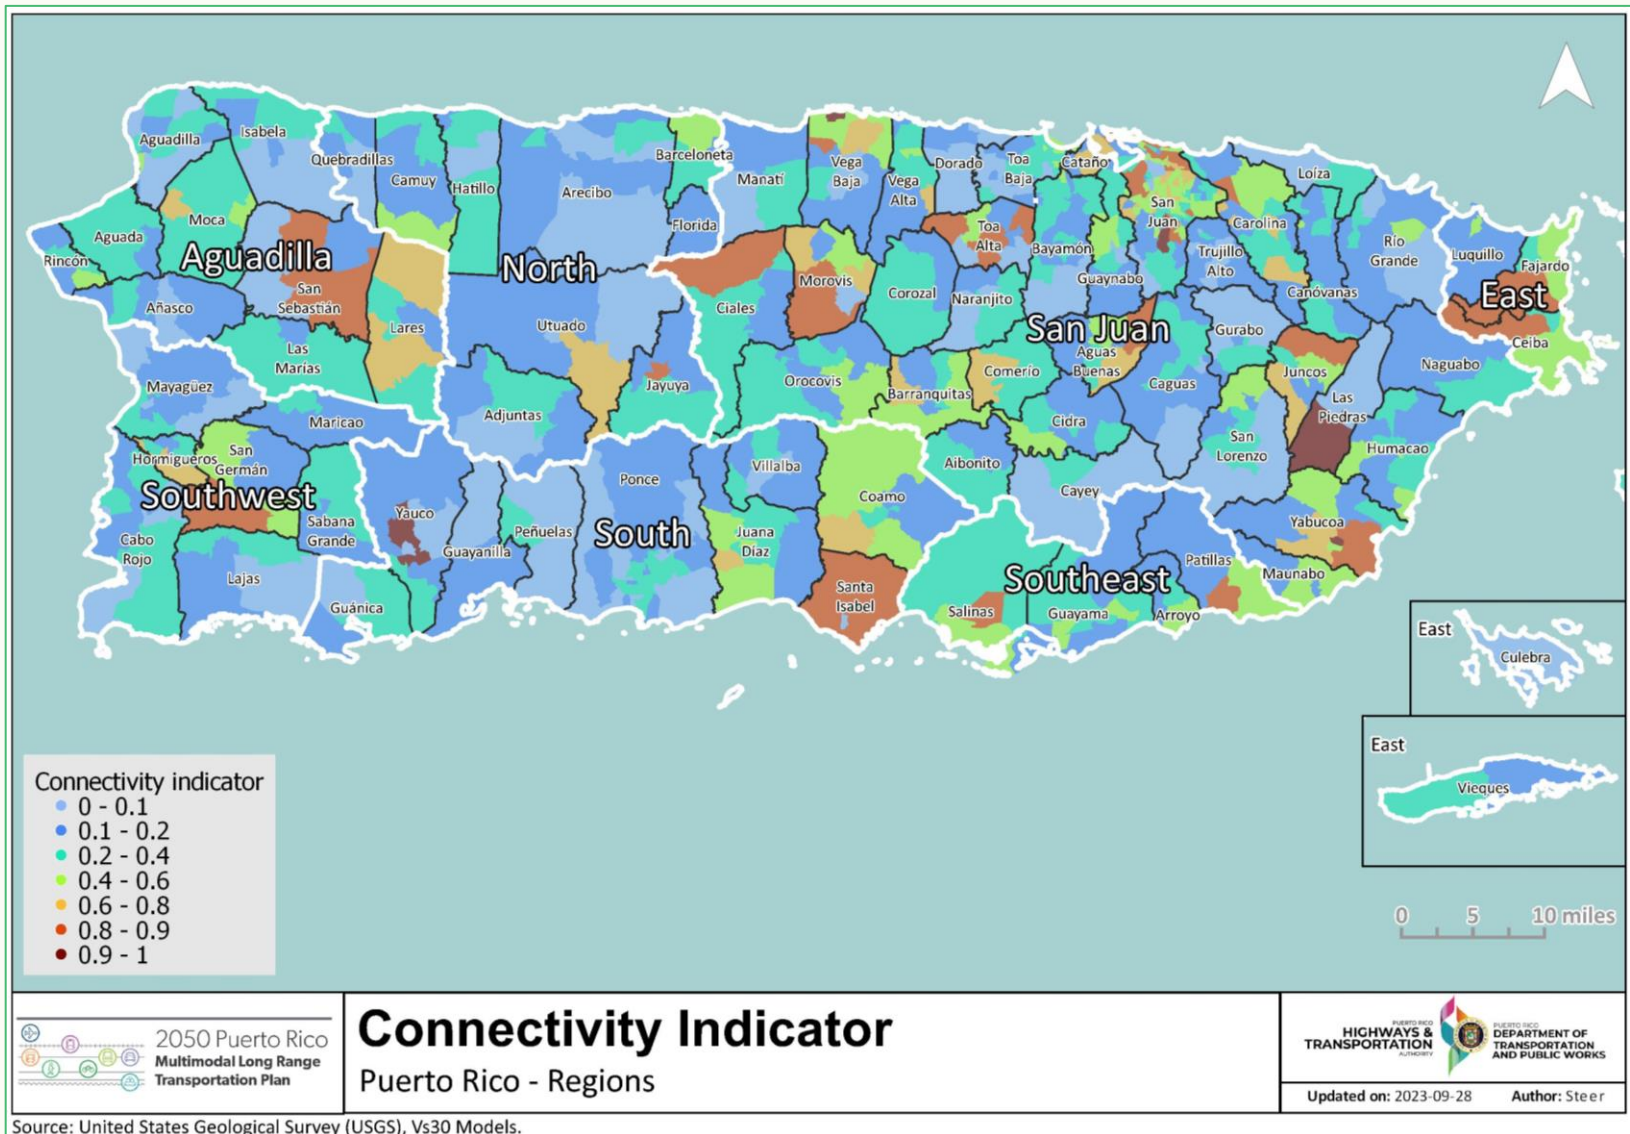 Aguadilla
Isabela
Quebradillas
Camuy
Hatillo
Arecibo
Barceloneta
Manatí
Vega
Baja
Vega
Alta
Dorado
Toa
Baja
Cataño
San
Juan
Loíza
Carolina
Moca
Aguada
Rincón
Aguadilla
Florida
Toa
Alta
Bayamón
Guaynabo
Trujillo
Alto
Canóvanas
Río
Grande
Luquillo
Fajardo
East
Ceiba
Añasco
San
Sebastián
Lares
Las
Marías
North
Utuado
Ciales
Morovis
Corozal
Naranjito
San Juan
Gurabo
Aguas
Buenas
Caguas
Juncos
Las
Piedras
Naguabo
Mayagüez
Maricao
Adjuntas
Jayuya
Orocovis
Barranquitas
Comerío
Cidra
San
Lorenzo
Humacao
Hormigueros
San
Germán
Southwest
Sabana
Grande
Yauco
Guayanilla
Peñuelas
Ponce
South
Villalba
Juana
Díaz
Coamo
Aibonito
Cayey
Yabucoa
Cabo
Rojo
Lajas
Guánica
Santa
Isabel
Salinas
Southeast
Guayama
Arroyo
Patillas
Maunabo
East
Culebra
East
Vieques
Connectivity indicator
0 - 0.1
0.1 - 0.2
0.2 - 0.4
0.4 - 0.6
0.6 - 0.8
0.8 - 0.9
0.9 - 1
0 5 10 miles
2050 Puerto Rico
Multimodal Long Range
Transportation Plan
Connectivity Indicator
Puerto Rico - Regions
PUERTO RICO
HIGHWAYS &
TRANSPORTATION
AUTHORITY
PUERTO RICO
DEPARTMENT OF
TRANSPORTATION
AND PUBLIC WORKS
Updated on: 2023-09-28 Author: Steer
Source: United States Geological Survey (USGS), Vs30 Models.